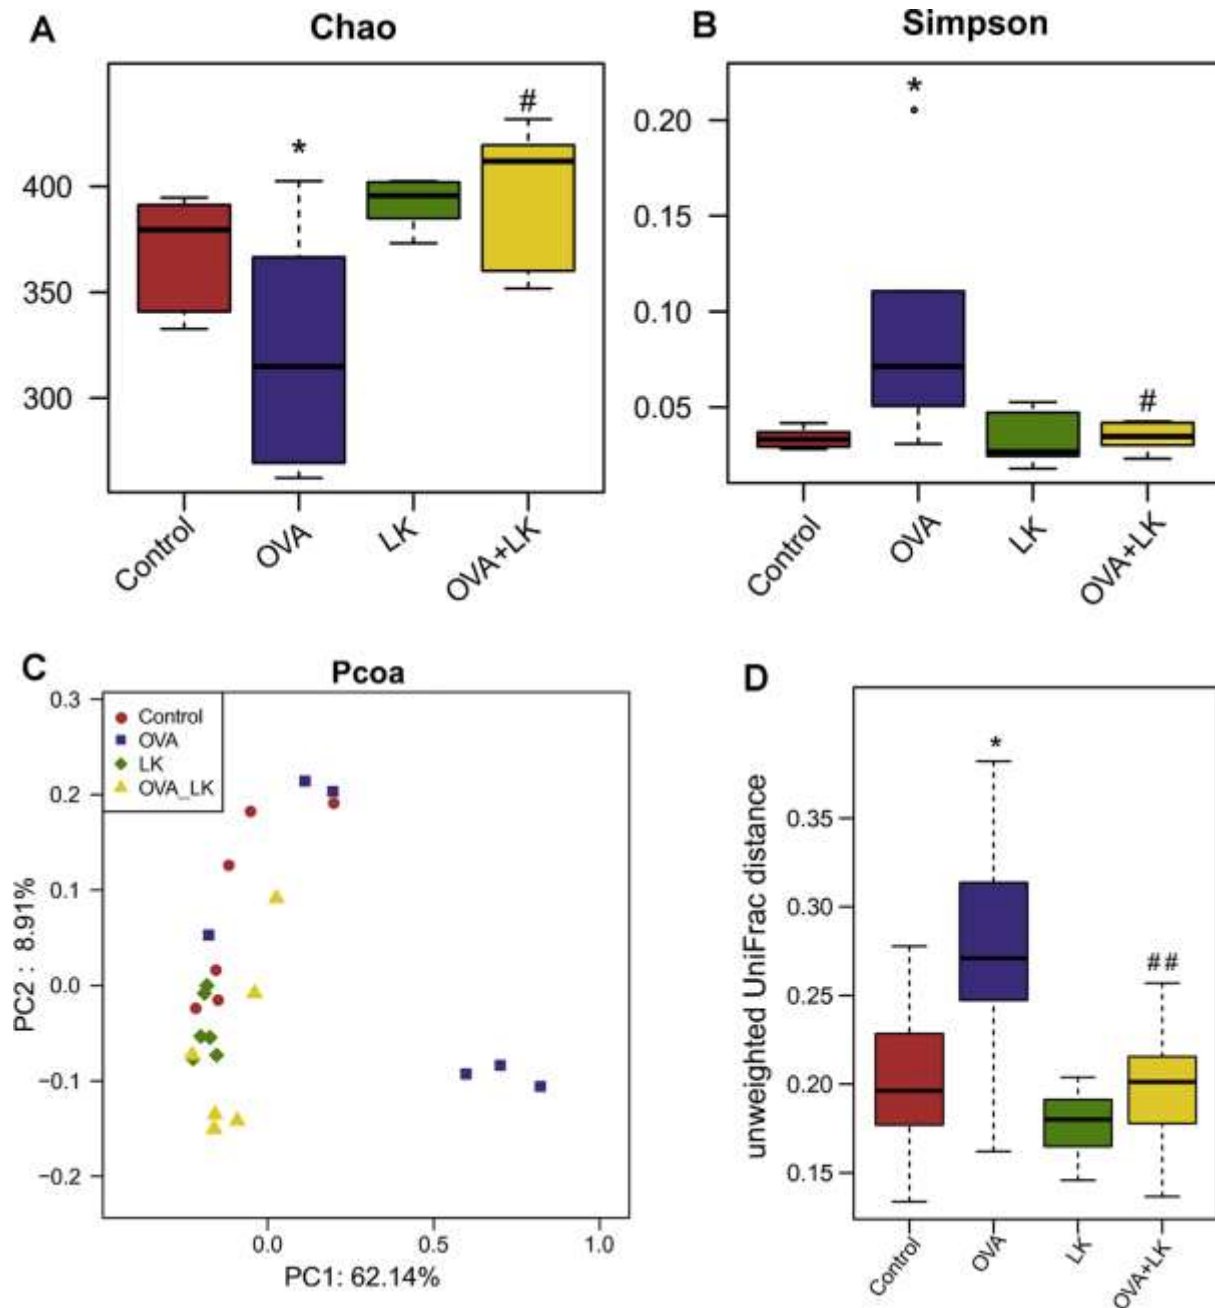 A
Chao
*
#
400
350
300
Control
OVA
LK
OVA+LK
B
Simpson
*
#
0.20
0.15
0.10
0.05
Control
OVA
LK
OVA+LK
C
Pcoa
Control
OVA
LK
OVA_LK
0.3
0.2
0.1
0.0
−0.1
−0.2
PC2 : 8.91%
0.0
0.5
1.0
PC1: 62.14%
D
*
##
0.35
0.30
0.25
0.20
0.15
unweighted UniFrac distance
Control
OVA
LK
OVA+LK